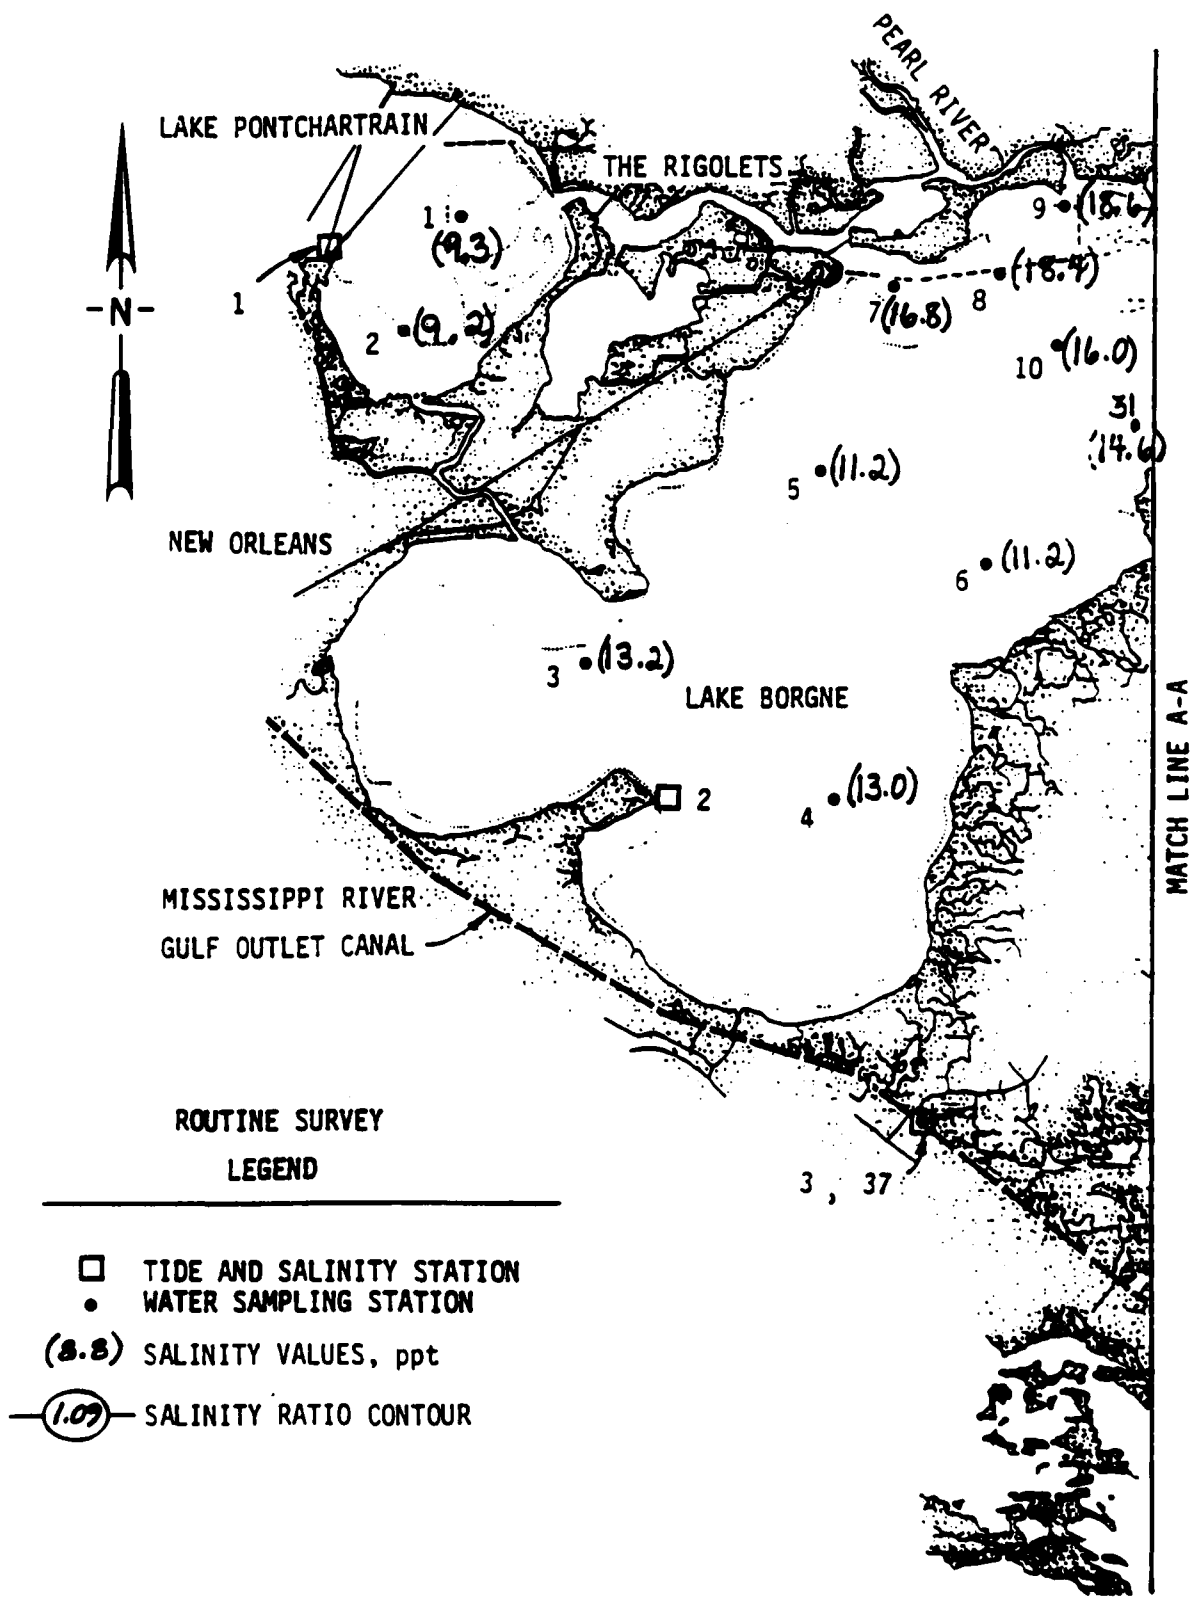 PEARL RIVER
LAKE PONTCHARTRAIN
THE RIGOLETS
1
(9.3)
9 (18.6)
1
-N-
2 (9.2)
8 (18.4)
7 (16.8)
10 (16.0)
31
(14.6)
5 (11.2)
NEW ORLEANS
6 (11.2)
3 (13.2)
LAKE BORGNE
MATCH LINE A-A
2
4 (13.0)
MISSISSIPPI RIVER
GULF OUTLET CANAL
3, 37
ROUTINE SURVEY
LEGEND
TIDE AND SALINITY STATION
WATER SAMPLING STATION
(8.8) SALINITY VALUES, ppt
1.09 SALINITY RATIO CONTOUR